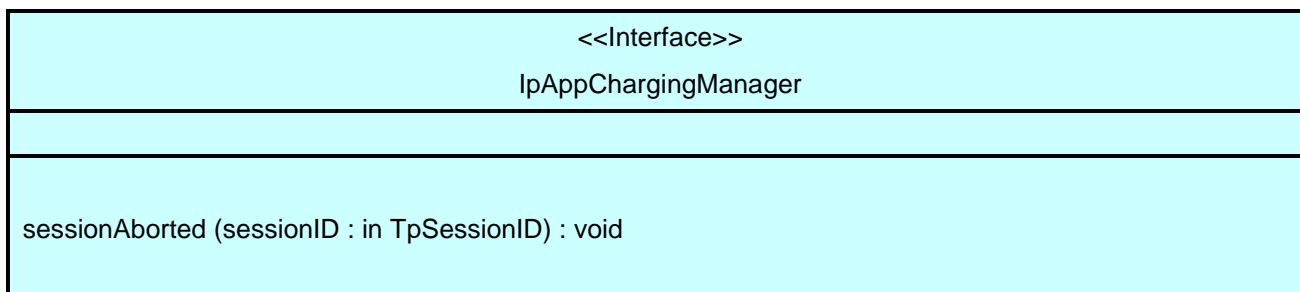 <<Interface>>
IpAppChargingManager
sessionAborted (sessionID : in TpSessionID) : void